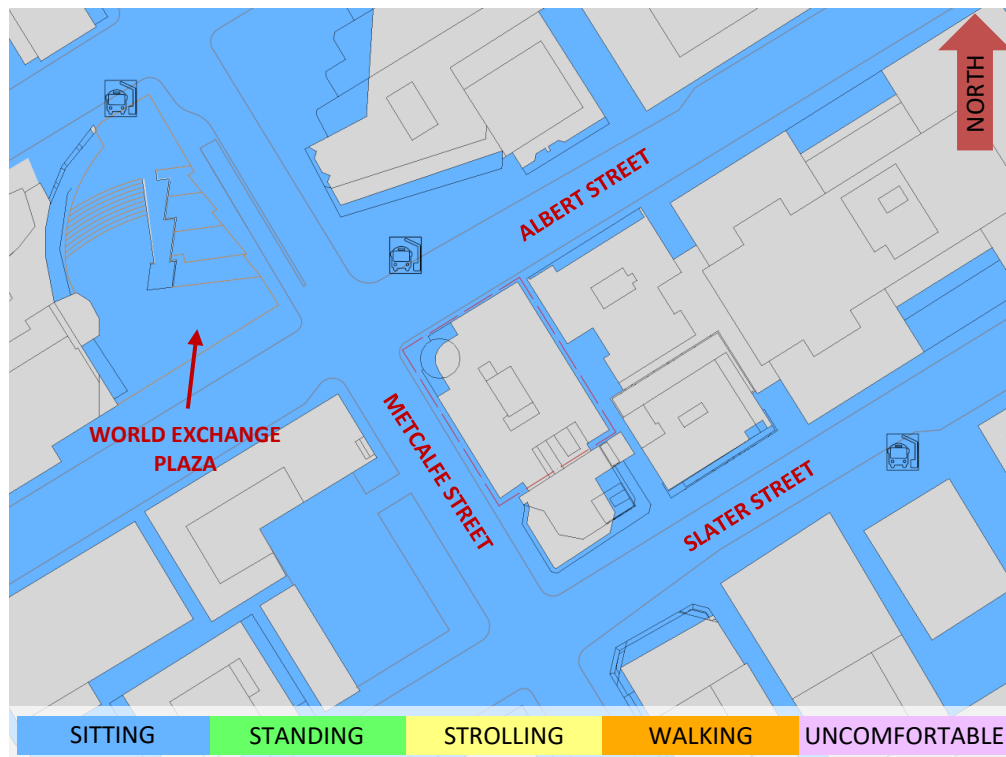 NORTH
ALBERT STREET
WORLD EXCHANGE
PLAZA
METCALFE STREET
SLATER STREET
SITTING
STANDING
STROLLING
WALKING
UNCOMFORTABLE